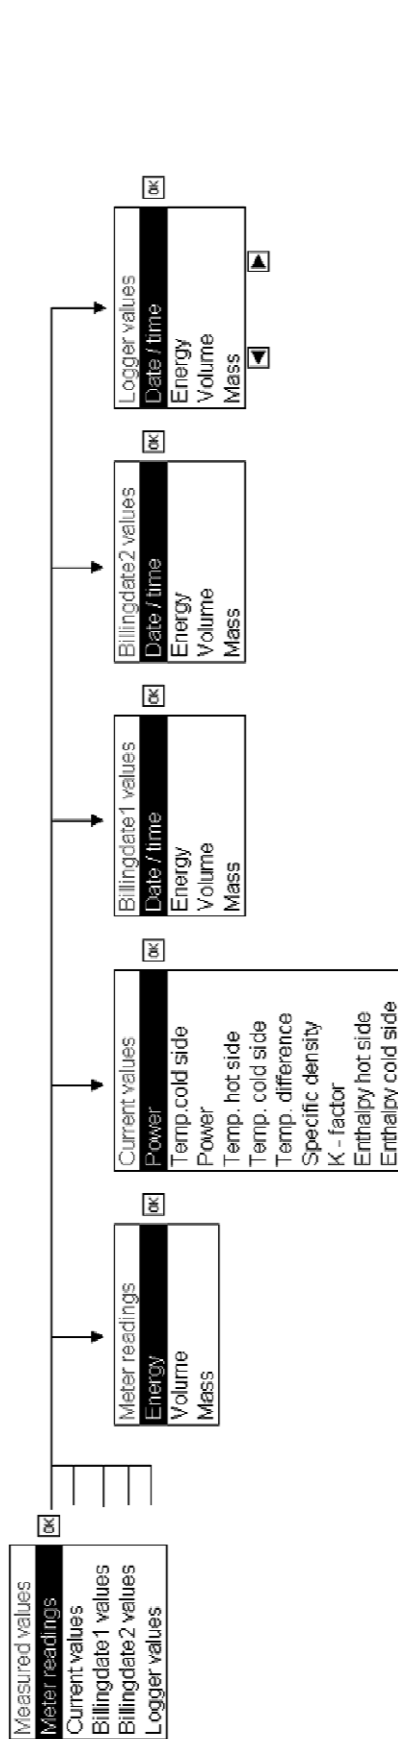 Measured values
Meter readings
Current values
Billingdate1 values
Billingdate2 values
Logger values
OK
Meter readings
Energy
Volume
Mass
OK
Current values
Power
Temp.cold side
Power
Temp. hot side
Temp. cold side
Temp. difference
Specific density
K - factor
Enthalpy hot side
Enthalpy cold side
OK
Billingdate1 values
Date / time
Energy
Volume
Mass
OK
Billingdate2 values
Date / time
Energy
Volume
Mass
OK
Logger values
Date / time
Energy
Volume
Mass
OK